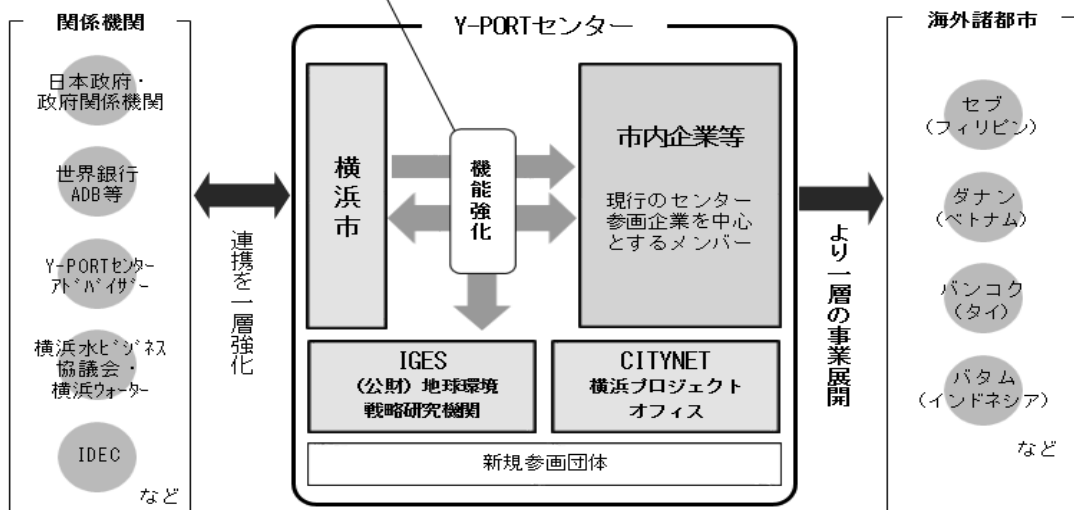 関係機関
日本政府・
政府関係機関
世界銀行
ADB等
Y-PORTセンター
アドバイザー
横浜水ビジネス
協議会・
横浜ウォーター
IDEC
など
連携を一層強化
Y-PORTセンター
横浜市
機能強化
市内企業等
現行のセンター
参画企業を中心
とするメンバー
IGES
(公財)地球環境
戦略研究機関
CITYNET
横浜プロジェクト
オフィス
新規参画団体
より一層の事業展開
海外諸都市
セブ
(フィリピン)
ダナン
(ベトナム)
バンコク
(タイ)
バタム
(インドネシア)
など